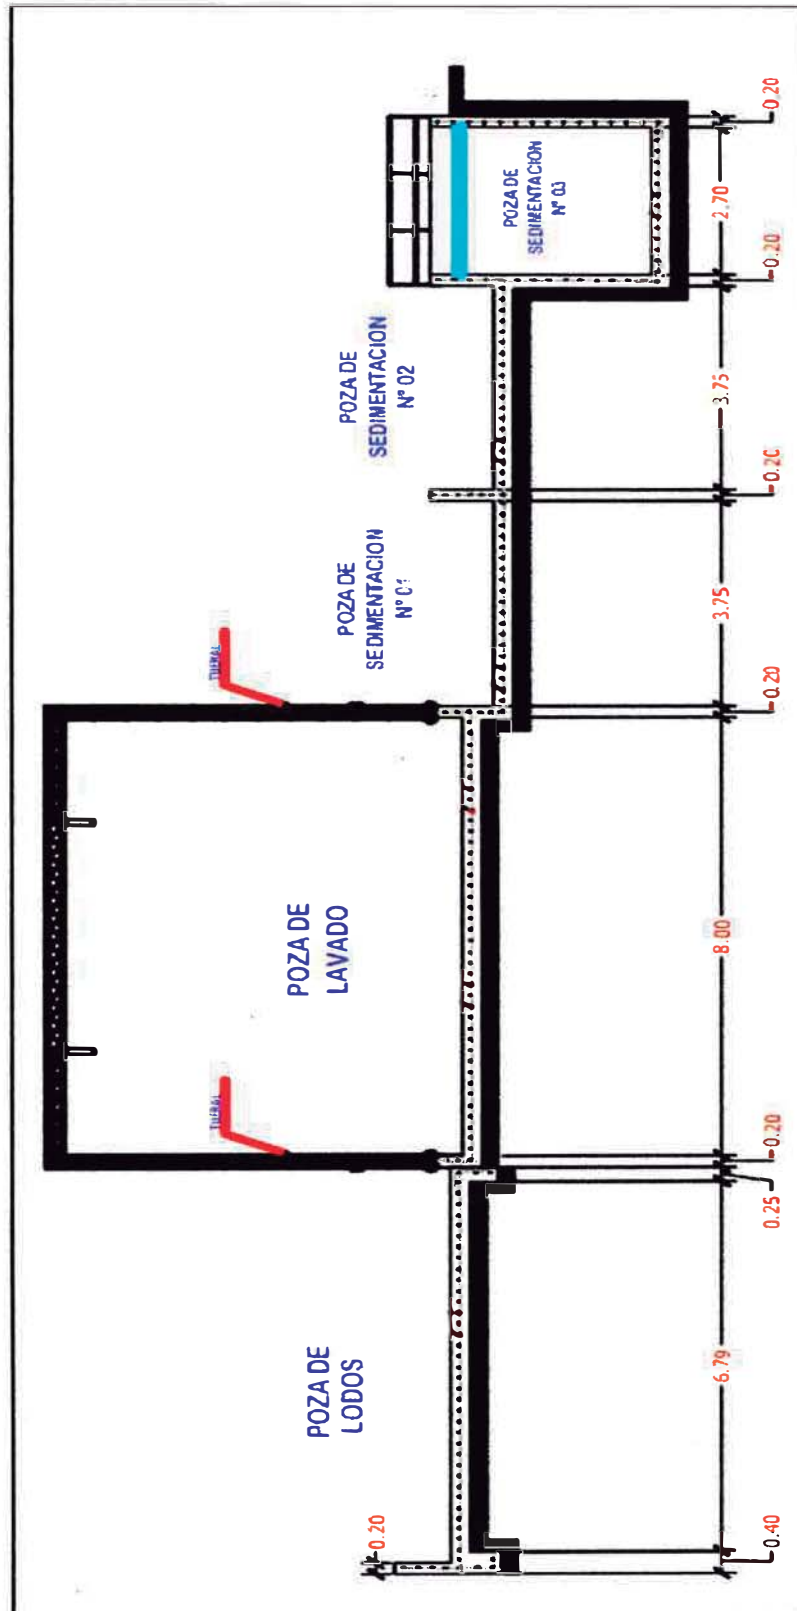 POZA DE
LODOS
POZA DE
LAVADO
POZA DE
SEDIMENTACION
POZA DE
SEDIMENTACION
N° 02
POZA DE
SEDIMENTACION
N° 03
0.20
0.40
6.79
0.25
0.20
8.00
0.20
3.75
3.75
0.20
2.70
0.20